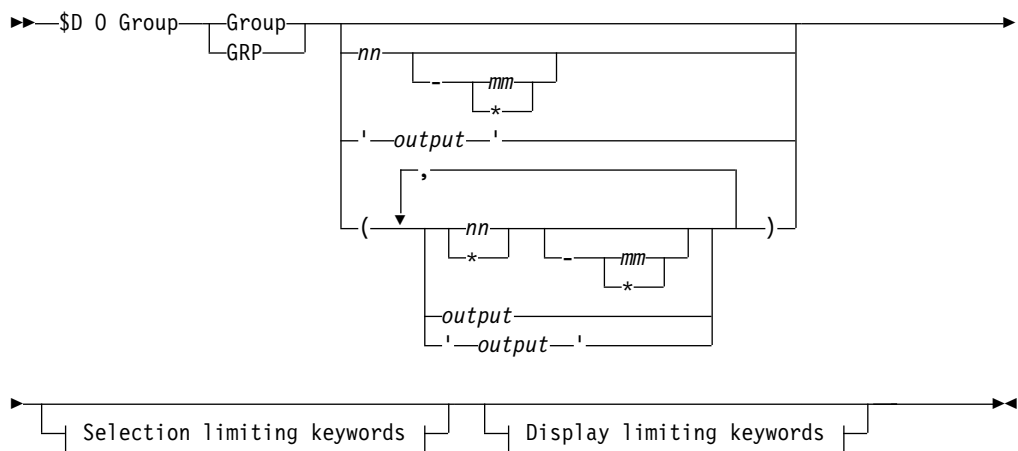 $D O Group Group
GRP
nn
- mm
*
' output '
,
( nn )
*
- mm
*
output
' output '
Selection limiting keywords Display limiting keywords